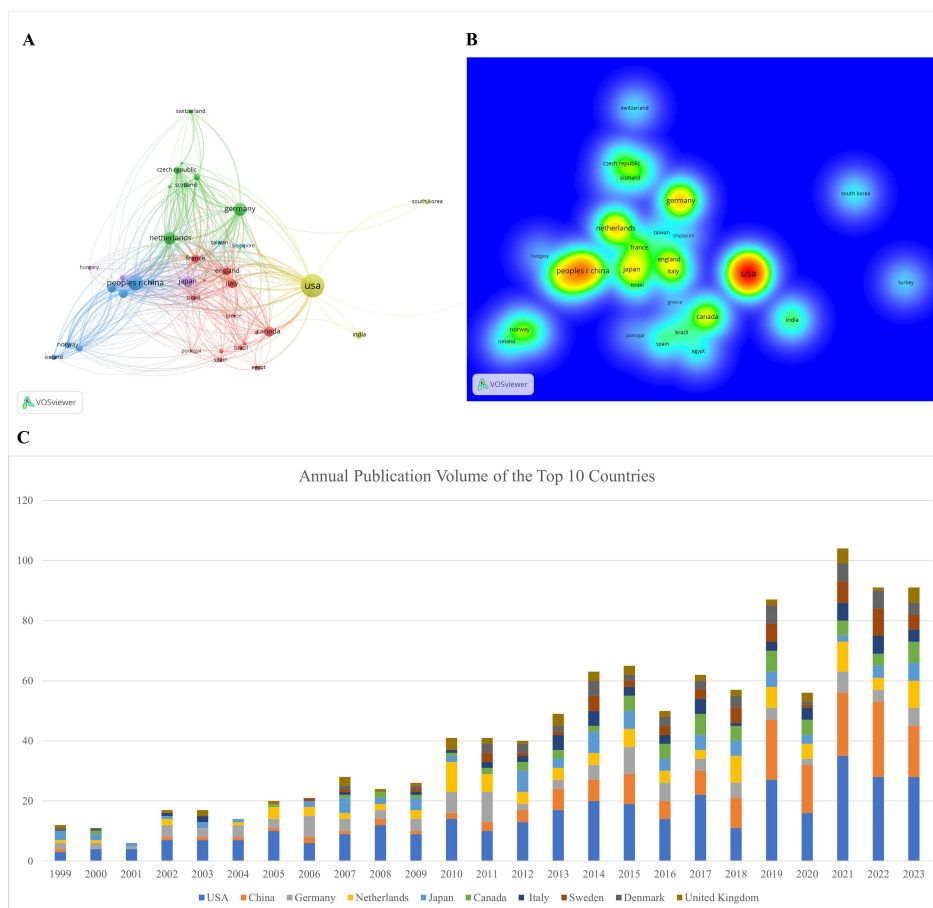 A
switzerland
czech republic
scotland
germany
south korea
netherlands
taiwan
singapore
france
hungary
england
peoples r china
japan
italy
usa
israel
greece
canada
india
norway
brazil
portugal
iceland
spain
egypt
VOSviewer
B
switzerland
czech republic
scotland
south korea
germany
netherlands
taiwan
singapore
france
hungary
england
peoples r china
japan
italy
usa
israel
turkey
greece
canada
india
norway
brazil
portugal
iceland
spain
egypt
VOSviewer
C
Annual Publication Volume of the Top 10 Countries
120
100
80
60
40
20
0
1999 2000 2001 2002 2003 2004 2005 2006 2007 2008 2009 2010 2011 2012 2013 2014 2015 2016 2017 2018 2019 2020 2021 2022 2023
USA China Germany Netherlands Japan Canada Italy Sweden Denmark United Kingdom